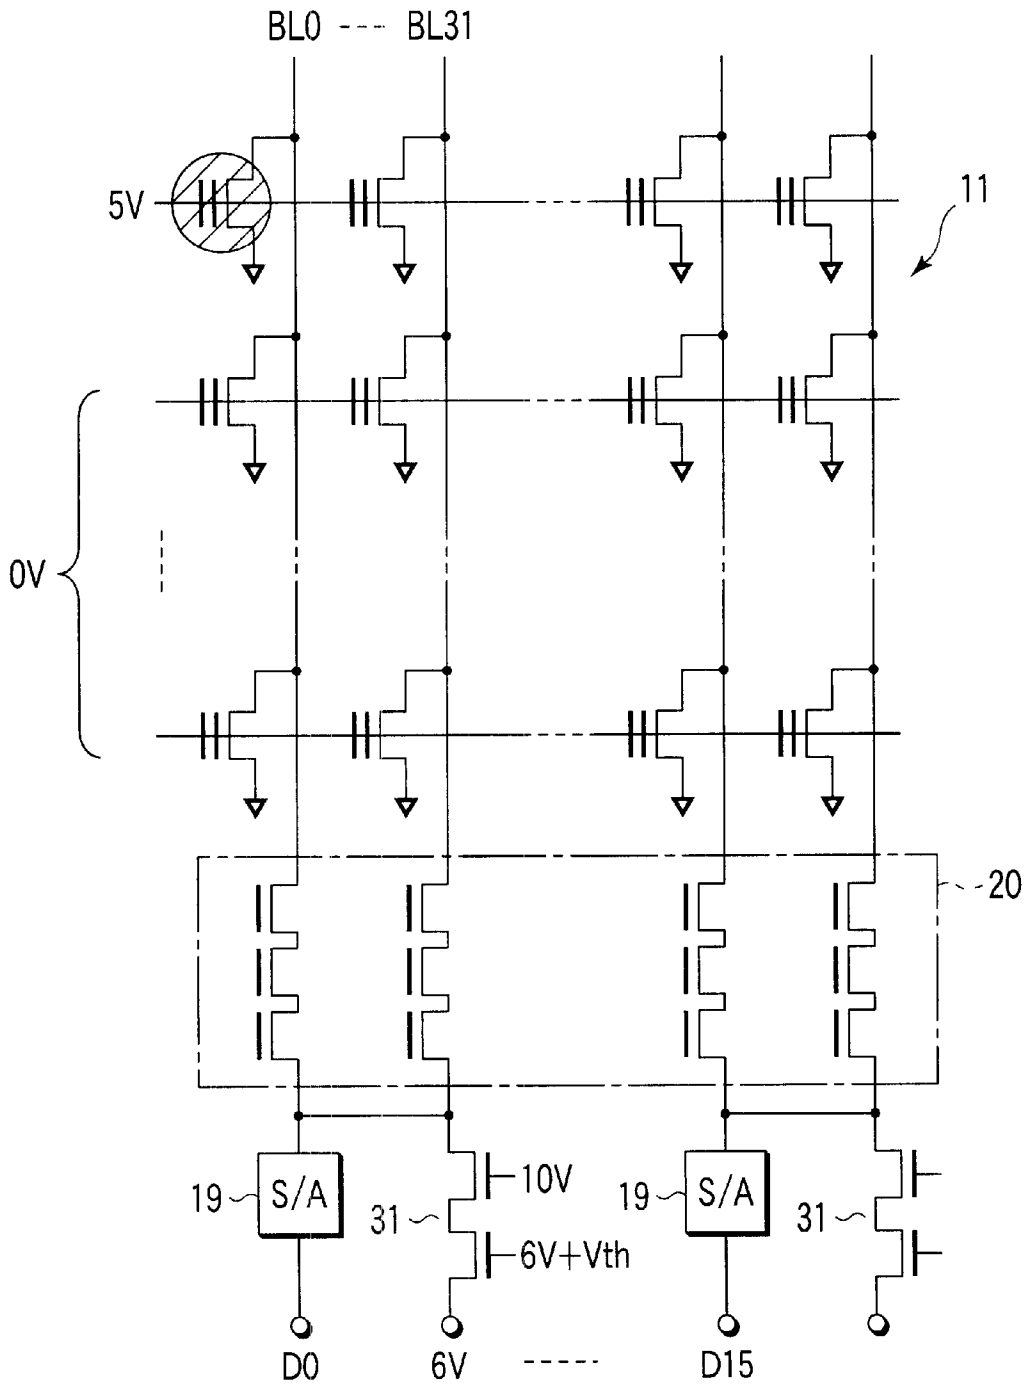 BL0 ---- BL31
5V
11
0V
20
19 S/A
10V
31
6V+Vth
19 S/A
31
D0
6V
-----
D15